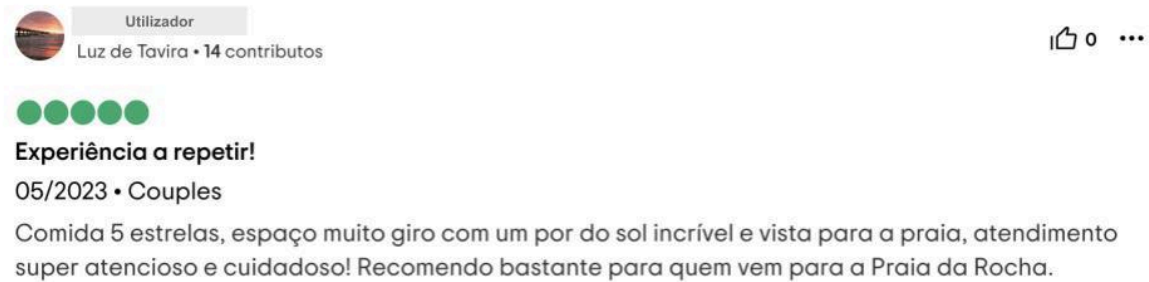 Utilizador
Luz de Tavira • 14 contributos
0
Experiência a repetir!
05/2023 • Couples
Comida 5 estrelas, espaço muito giro com um por do sol incrível e vista para a praia, atendimento
super atencioso e cuidadoso! Recomendo bastante para quem vem para a Praia da Rocha.